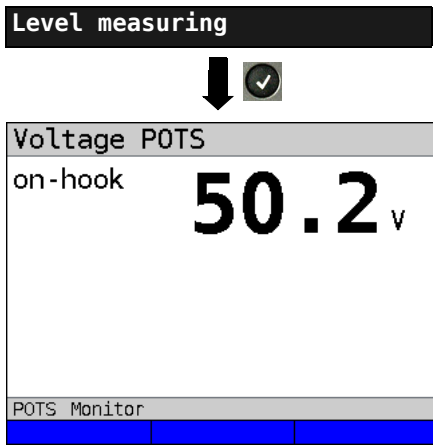 Level measuring
Voltage POTS
on-hook
50.2 V
POTS Monitor